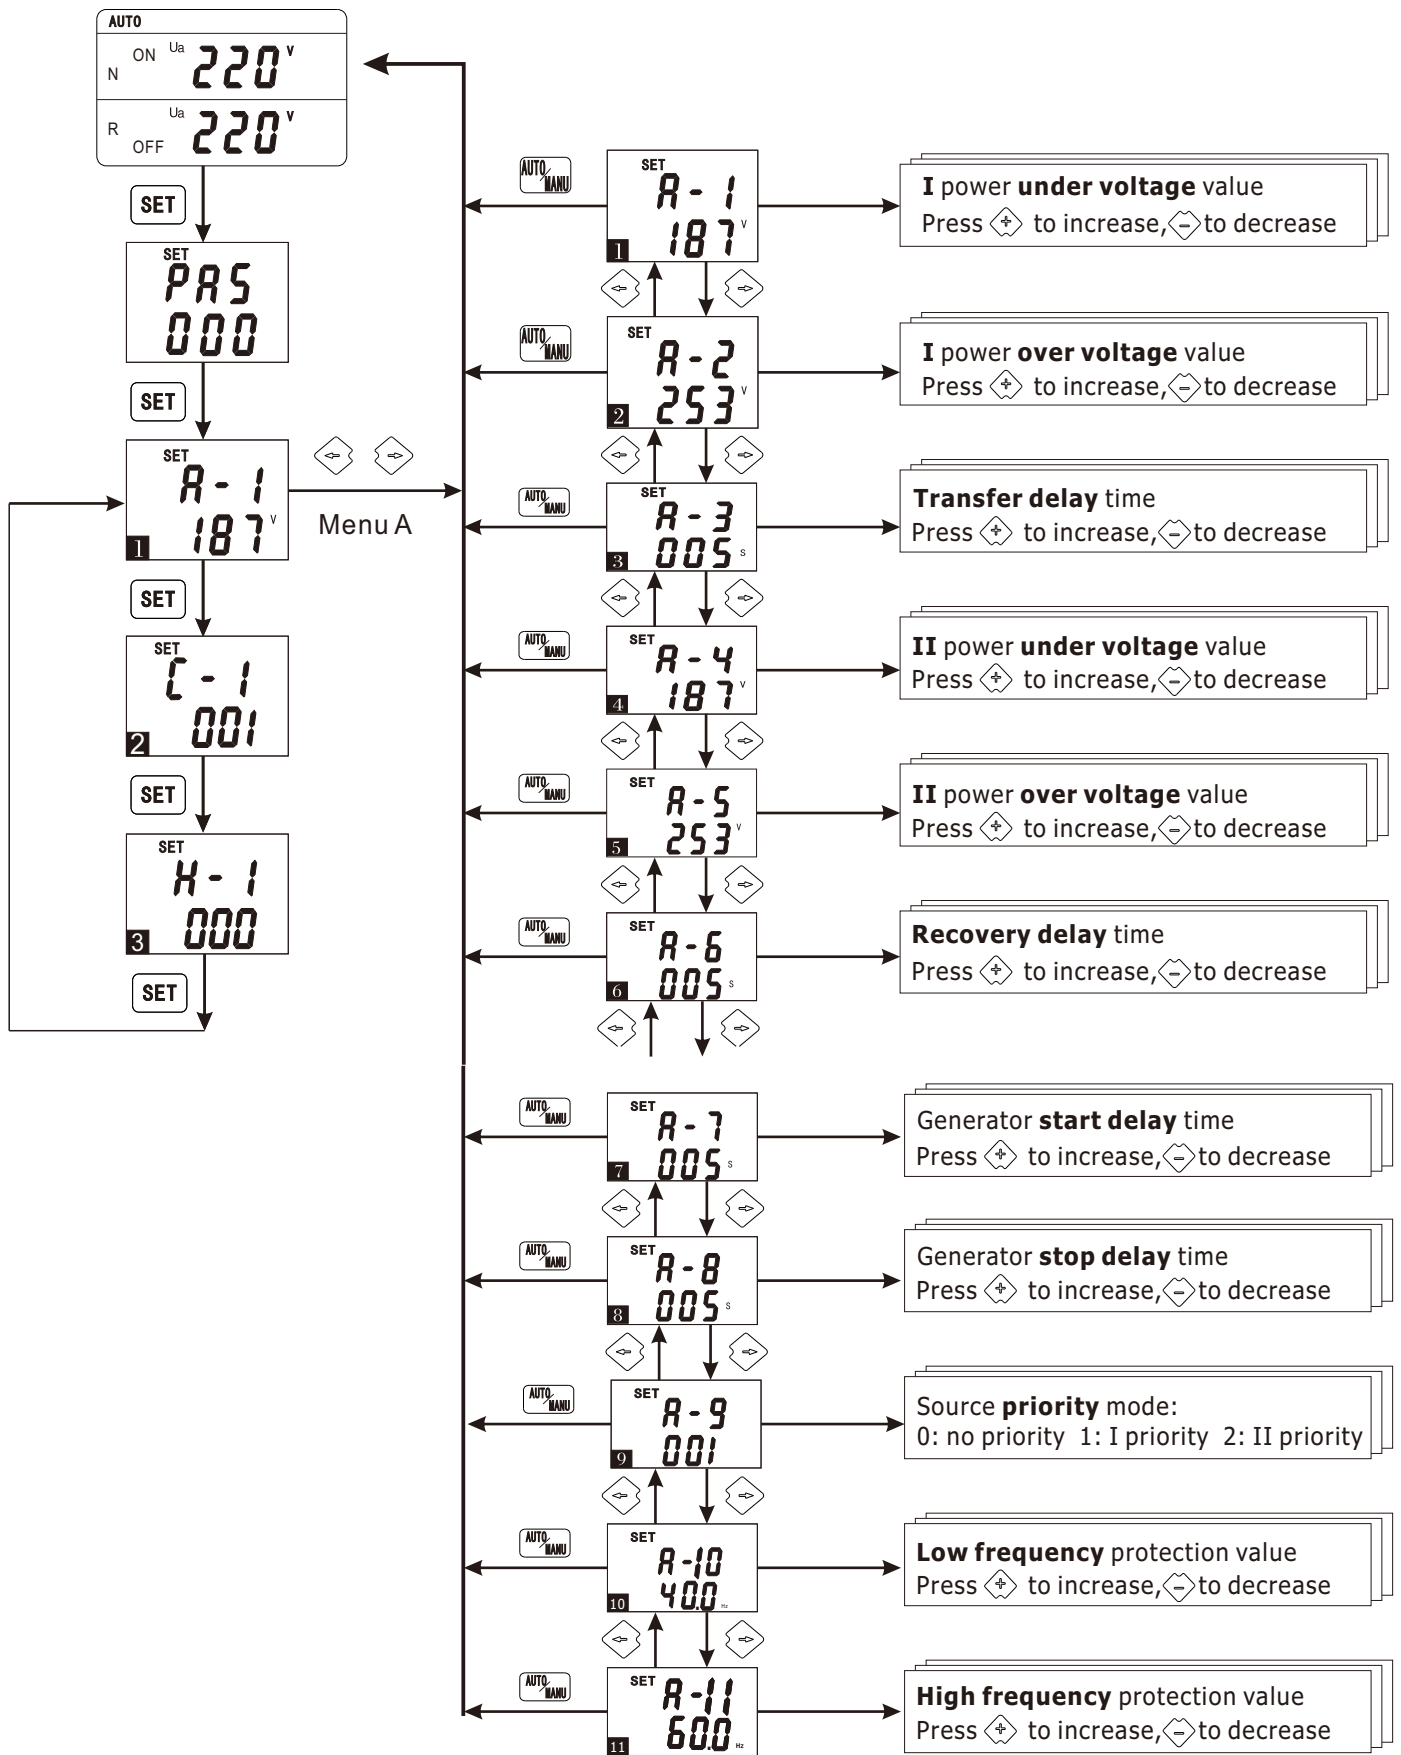 AUTO
N ON Ua 220 V
R OFF Ua 220 V
SET
SET
PAS
000
SET
SET
A-1
187 V
1
Menu A
SET
SET
C-1
001
2
SET
SET
H-1
000
3
SET
AUTO/MANU
SET
A-1
187 V
1
I power under voltage value
Press + to increase, - to decrease
AUTO/MANU
SET
A-2
253 V
2
I power over voltage value
Press + to increase, - to decrease
AUTO/MANU
SET
A-3
005 S
3
Transfer delay time
Press + to increase, - to decrease
AUTO/MANU
SET
A-4
187 V
4
II power under voltage value
Press + to increase, - to decrease
AUTO/MANU
SET
A-5
253 V
5
II power over voltage value
Press + to increase, - to decrease
AUTO/MANU
SET
A-6
005 S
6
Recovery delay time
Press + to increase, - to decrease
AUTO/MANU
SET
A-7
005 S
7
Generator start delay time
Press + to increase, - to decrease
AUTO/MANU
SET
A-8
005 S
8
Generator stop delay time
Press + to increase, - to decrease
AUTO/MANU
SET
A-9
001
9
Source priority mode:
0: no priority 1: I priority 2: II priority
AUTO/MANU
SET
A-10
40.0 Hz
10
Low frequency protection value
Press + to increase, - to decrease
AUTO/MANU
SET
A-11
60.0 Hz
11
High frequency protection value
Press + to increase, - to decrease